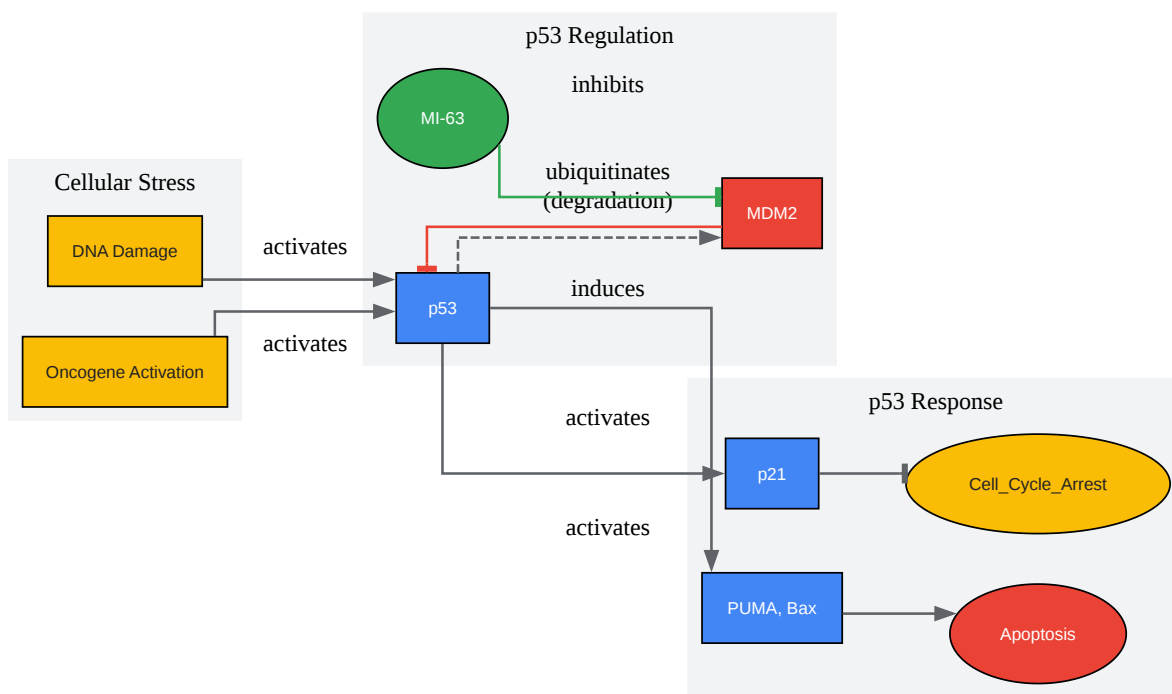 p53 Regulation
inhibits
MI-63
ubiquitinates
(degradation)
MDM2
Cellular Stress
DNA Damage
activates
p53
induces
activates
Oncogene Activation
p53 Response
activates
p21
Cell_Cycle_Arrest
activates
PUMA, Bax
Apoptosis